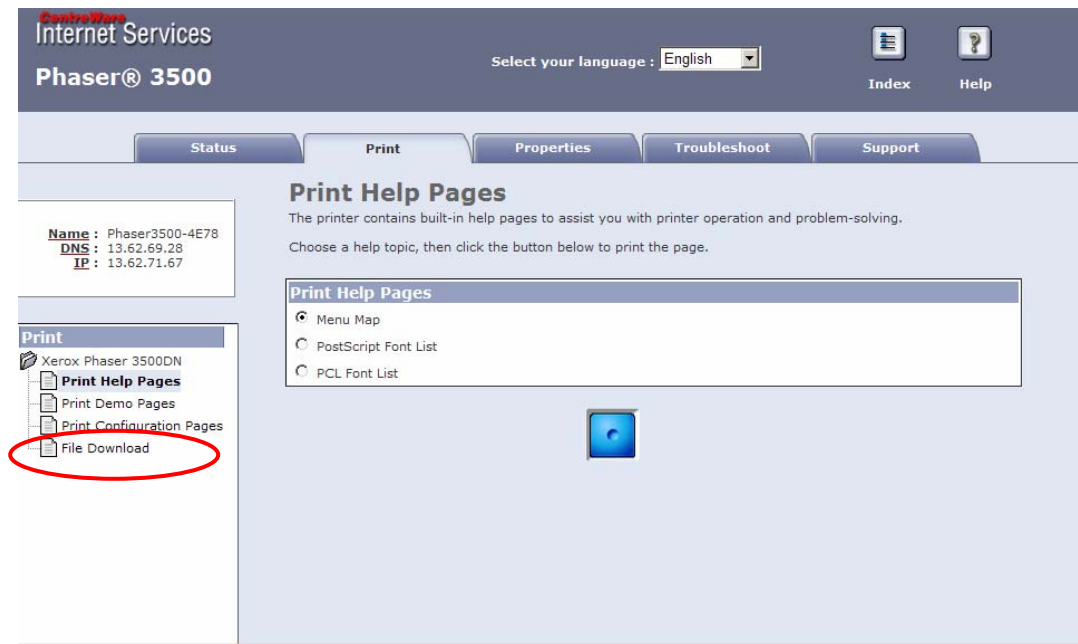 CentreWare
Internet Services
Phaser® 3500
Select your language : English
Index
Help
Status
Print
Properties
Troubleshoot
Support
Name : Phaser3500-4E78
DNS : 13.62.69.28
IP : 13.62.71.67
Print
Xerox Phaser 3500DN
Print Help Pages
Print Demo Pages
Print Configuration Pages
File Download
Print Help Pages
The printer contains built-in help pages to assist you with printer operation and problem-solving.
Choose a help topic, then click the button below to print the page.
Print Help Pages
Menu Map
PostScript Font List
PCL Font List